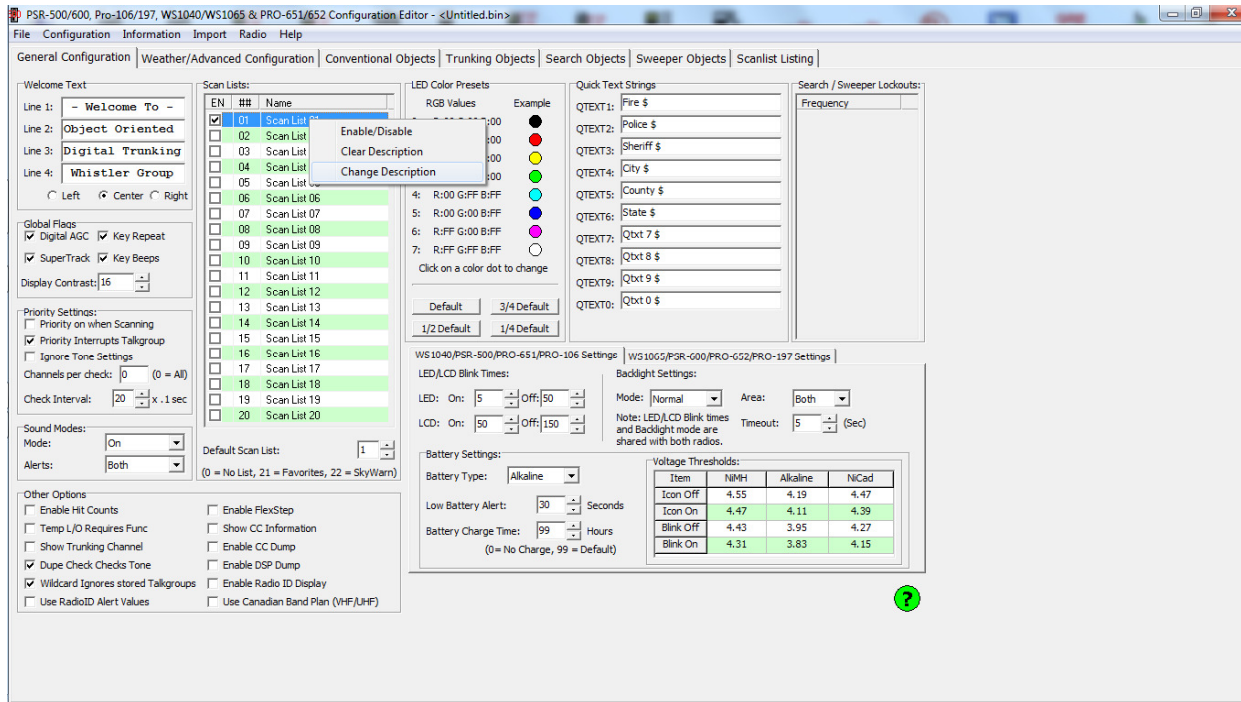 PSR-500/600, Pro-106/197, WS1040/WS1065 & PRO-651/652 Configuration Editor - <Untitled.bin>
File Configuration Information Import Radio Help
General Configuration Weather/Advanced Configuration Conventional Objects Trunking Objects Search Objects Sweeper Objects Scanlist Listing
Welcome Text
Line 1: - Welcome To -
Line 2: Object Oriented
Line 3: Digital Trunking
Line 4: Whistler Group
Left Center Right
Global Flags
Digital AGC Key Repeat
SuperTrack Key Beeps
Display Contrast: 16
Priority Settings:
Priority on when Scanning
Priority Interrupts Talkgroup
Ignore Tone Settings
Channels per check: 0 (0 = All)
Check Interval: 20 x .1 sec
Sound Modes:
Mode: On
Alerts: Both
Other Options
Enable Hit Counts
Temp L/O Requires Func
Show Trunking Channel
Dupe Check Checks Tone
Wildcard Ignores stored Talkgroups
Use RadioID Alert Values
Enable FlexStep
Show CC Information
Enable CC Dump
Enable DSP Dump
Enable Radio ID Display
Use Canadian Band Plan (VHF/UHF)
Scan Lists:
EN ## Name
01 Scan List
02 Scan List
03 Scan List
04 Scan List
05 Scan List
06 Scan List 06
07 Scan List 07
08 Scan List 08
09 Scan List 09
10 Scan List 10
11 Scan List 11
12 Scan List 12
13 Scan List 13
14 Scan List 14
15 Scan List 15
16 Scan List 16
17 Scan List 17
18 Scan List 18
19 Scan List 19
20 Scan List 20
Enable/Disable
Clear Description
Change Description
Default Scan List: 1
(0 = No List, 21 = Favorites, 22 = SkyWarn)
LED Color Presets
RGB Values Example
:00
:00
:00
:00
4: R:00 G:FF B:FF
5: R:00 G:00 B:FF
6: R:FF G:00 B:FF
7: R:FF G:FF B:FF
Click on a color dot to change
Default 3/4 Default
1/2 Default 1/4 Default
Quick Text Strings
QTEXT1: Fire $
QTEXT2: Police $
QTEXT3: Sheriff $
QTEXT4: City $
QTEXT5: County $
QTEXT6: State $
QTEXT7: Qtxt 7 $
QTEXT8: Qtxt 8 $
QTEXT9: Qtxt 9 $
QTEXT0: Qtxt 0 $
Search / Sweeper Lockouts:
Frequency
WS1040/PSR-500/PRO-651/PRO-106 Settings WS1065/PSR-600/PRO-652/PRO-197 Settings
LED/LCD Blink Times:
LED: On: 5 Off: 50
LCD: On: 50 Off: 150
Backlight Settings:
Mode: Normal Area: Both
Note: LED/LCD Blink times
and Backlight mode are
shared with both radios.
Timeout: 5 (Sec)
Battery Settings:
Battery Type: Alkaline
Low Battery Alert: 30 Seconds
Battery Charge Time: 99 Hours
(0= No Charge, 99 = Default)
Voltage Thresholds:
Item NiMH Alkaline NiCad
Icon Off 4.55 4.19 4.47
Icon On 4.47 4.11 4.39
Blink Off 4.43 3.95 4.27
Blink On 4.31 3.83 4.15
?